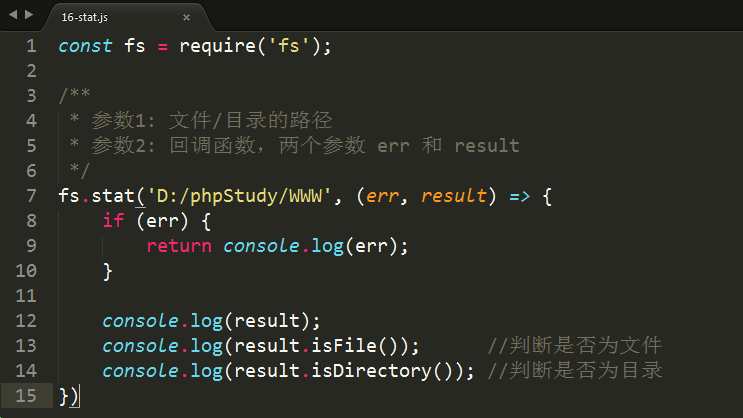 16-stat.js ×
1 const fs = require('fs');
2
3 /**
4  * 参数1: 文件/目录的路径
5  * 参数2: 回调函数，两个参数 err 和 result
6  */
7 fs.stat('D:/phpStudy/WWW', (err, result) => {
8     if (err) {
9         return console.log(err);
10     }
11
12     console.log(result);
13     console.log(result.isFile());      //判断是否为文件
14     console.log(result.isDirectory()); //判断是否为目录
15 })